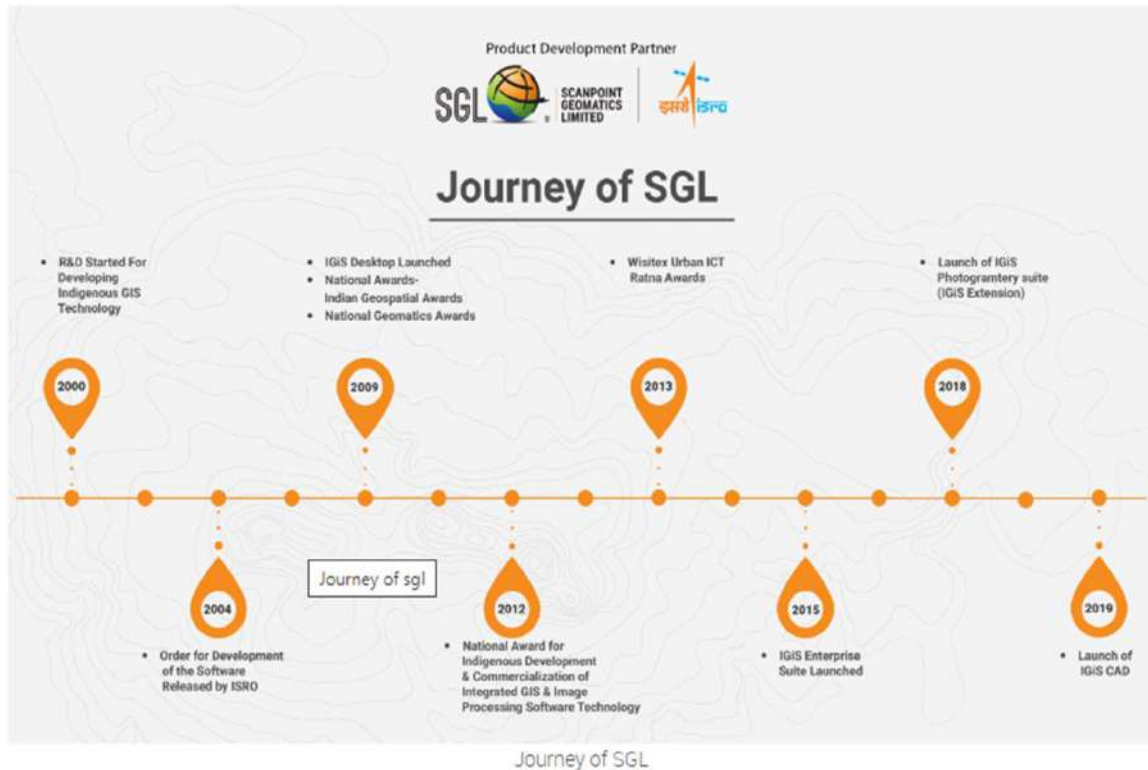 Product Development Partner
SGL
SCANPOINT
GEOMATICS
LIMITED
इसरो isro
Journey of SGL
• R&D Started For
Developing
Indigenous GIS
Technology
• IGiS Desktop Launched
• National Awards-
Indian Geospatial Awards
• National Geomatics Awards
• Wisitex Urban ICT
Ratna Awards
• Launch of IGiS
Photogramtery suite
(IGiS Extension)
2000
2009
2013
2018
Journey of sgl
2004
2012
2015
2019
• Order for Development
of the Software
Released by ISRO
• National Award for
Indigenous Development
& Commercialization of
Integrated GIS & Image
Processing Software Technology
• IGiS Enterprise
Suite Launched
• Launch of
IGiS CAD
Journey of SGL